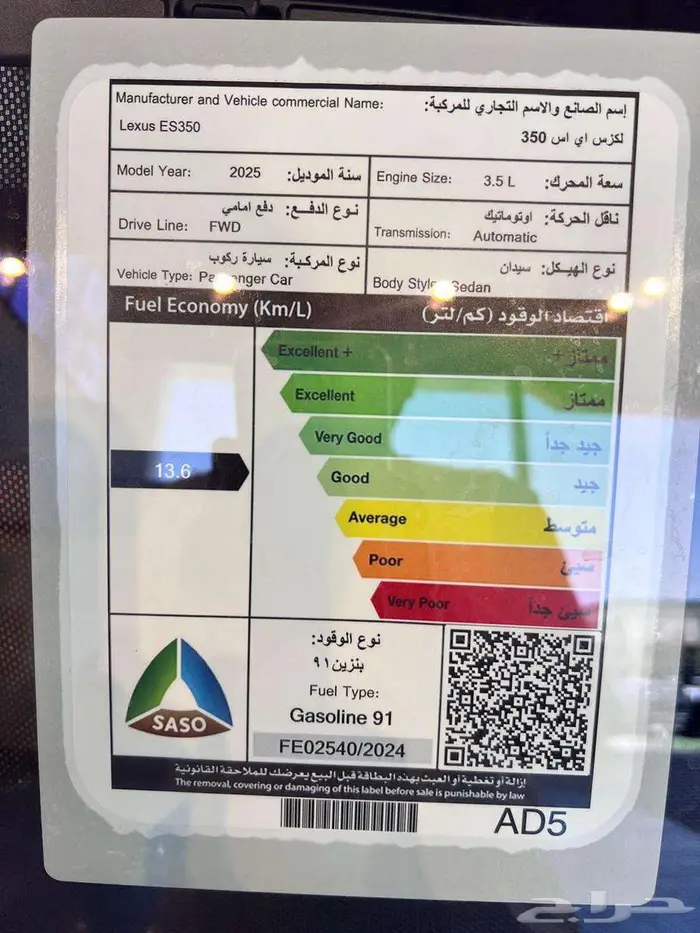 Manufacturer and Vehicle commercial Name:
إسم الصانع والاسم التجاري للمركبة:
Lexus ES350
لكزس اي اس 350
Model Year: 2025 سنة الموديل:
Engine Size: 3.5 L سعة المحرك:
نوع الدفع: دفع امامي
Drive Line: FWD
ناقل الحركة: اوتوماتيك
Transmission: Automatic
نوع المركبة: سيارة ركوب
Vehicle Type: Passenger Car
نوع الهيكل: سيدان
Body Style: Sedan
Fuel Economy (Km/L)
اقتصاد الوقود (كم/لتر)
Excellent + ممتاز +
Excellent ممتاز
Very Good جيد جداً
13.6
Good جيد
Average متوسط
Poor سيئ
Very Poor سيئ جداً
SASO
نوع الوقود:
بنزين ٩١
Fuel Type:
Gasoline 91
FE02540/2024
إزالة أو تغطية أو العبث بهذه البطاقة قبل البيع يعرضك للملاحقة القانونية
The removal, covering or damaging of this label before sale is punishable by law
AD5
حراج